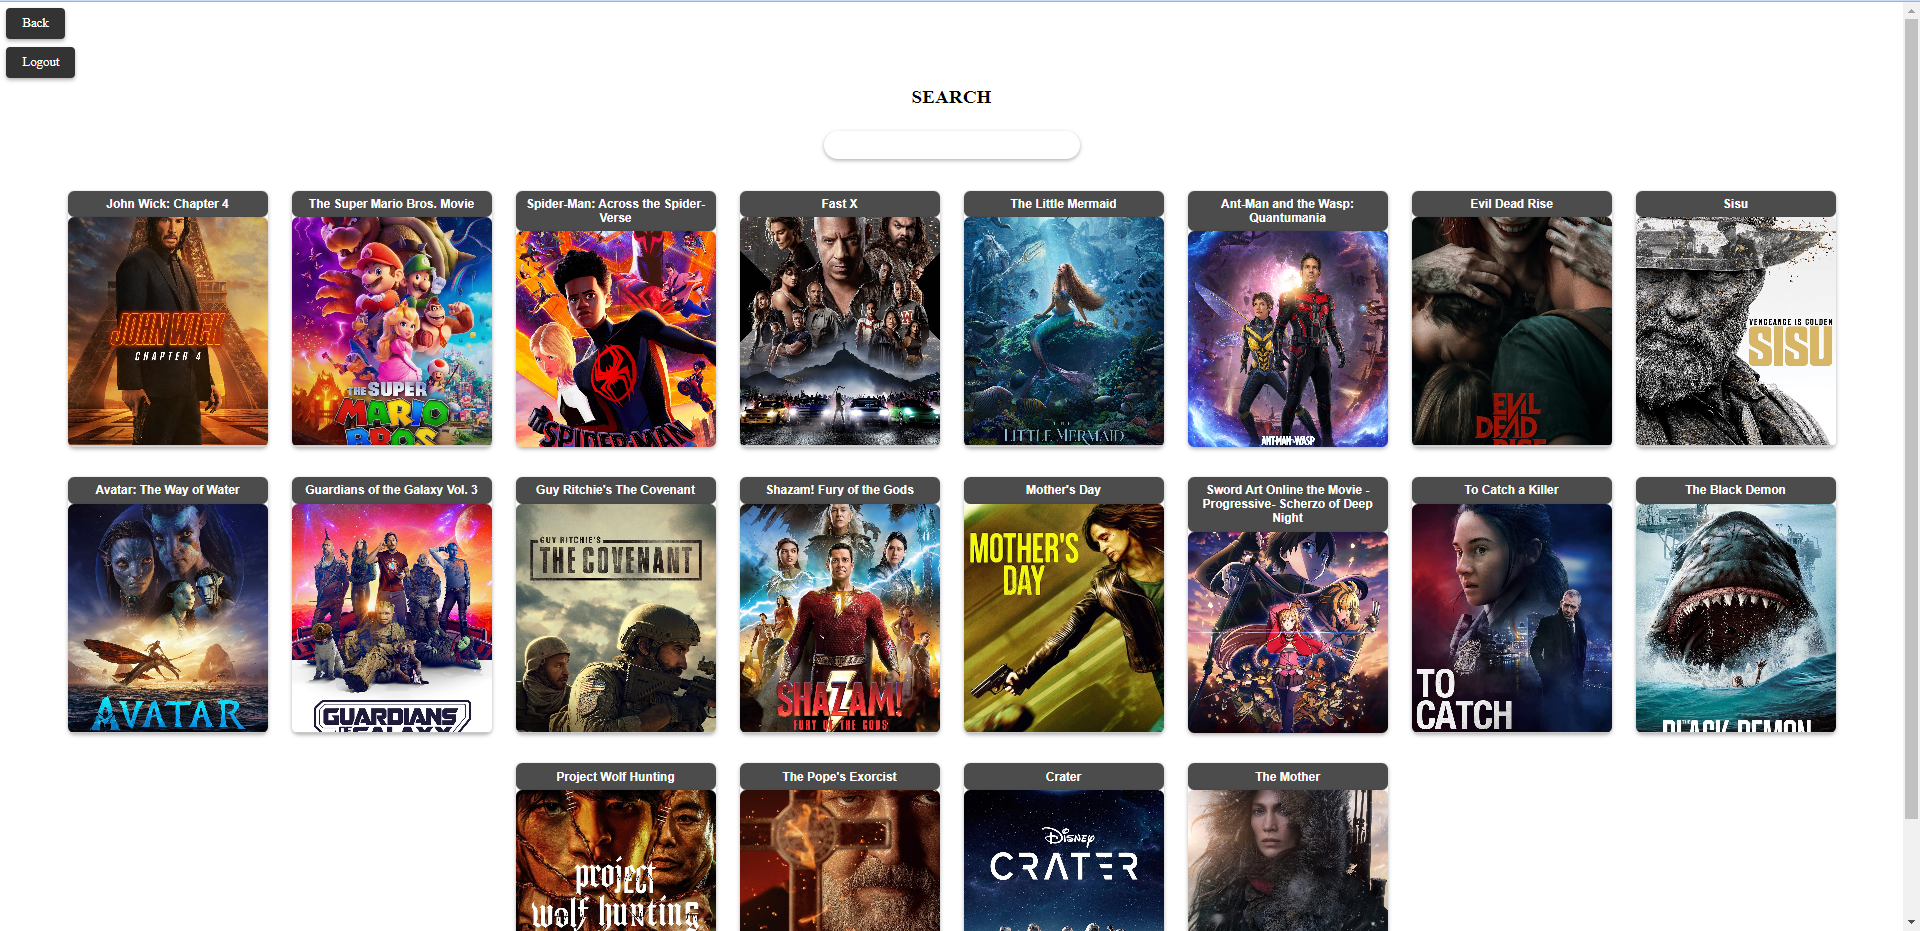 Back
Logout
SEARCH
John Wick: Chapter 4
The Super Mario Bros. Movie
Spider-Man: Across the Spider-
Verse
Fast X
The Little Mermaid
Ant-Man and the Wasp:
Quantumania
Evil Dead Rise
Sisu
JOHN WICK
CHAPTER 4
THE SUPER
MARIO
BROS
SPIDER-MAN
THE
LITTLE MERMAID
ANT-MAN AND WASP
EVIL
DEAD
RISE
VENGEANCE IS GOLDEN
SISU
Avatar: The Way of Water
Guardians of the Galaxy Vol. 3
Guy Ritchie's The Covenant
Shazam! Fury of the Gods
Mother's Day
Sword Art Online the Movie -
Progressive- Scherzo of Deep
Night
To Catch a Killer
The Black Demon
AVATAR
GUARDIANS
OF THE GALAXY
GUY RITCHIE'S
THE COVENANT
SHAZAM!
FURY OF THE GODS
MOTHER'S
DAY
TO
CATCH
THE
BLACK DEMON
Project Wolf Hunting
The Pope's Exorcist
Crater
The Mother
project
wolf hunting
DISNEY
CRATER